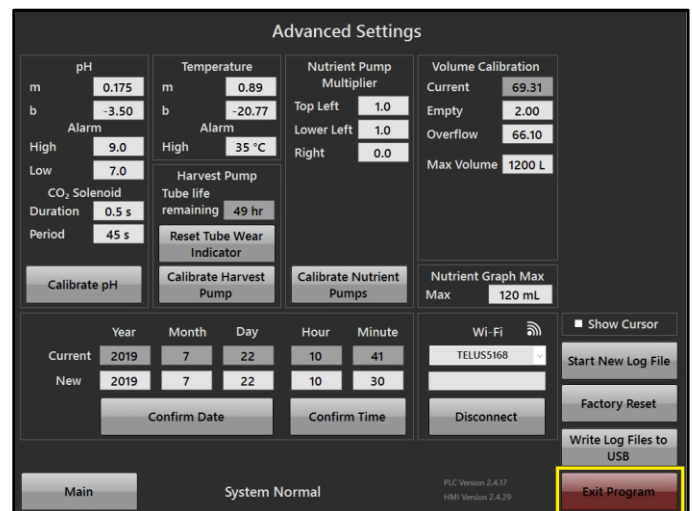 Advanced Settings
pH
m 0.175
b -3.50
Alarm
High 9.0
Low 7.0
CO₂ Solenoid
Duration 0.5 s
Period 45 s
Calibrate pH
Temperature
m 0.89
b -20.77
Alarm
High 35 °C
Harvest Pump
Tube life
remaining 49 hr
Reset Tube Wear
Indicator
Calibrate Harvest
Pump
Nutrient Pump
Multiplier
Top Left 1.0
Lower Left 1.0
Right 0.0
Calibrate Nutrient
Pumps
Volume Calibration
Current 69.31
Empty 2.00
Overflow 66.10
Max Volume 1200 L
Nutrient Graph Max
Max 120 mL
Year Month Day Hour Minute
Current 2019 7 22 10 41
New 2019 7 22 10 30
Confirm Date
Confirm Time
Wi-Fi
TELUS5168
Disconnect
Show Cursor
Start New Log File
Factory Reset
Write Log Files to
USB
Main
System Normal
PLC Version 2.4.17
HMI Version 2.4.29
Exit Program